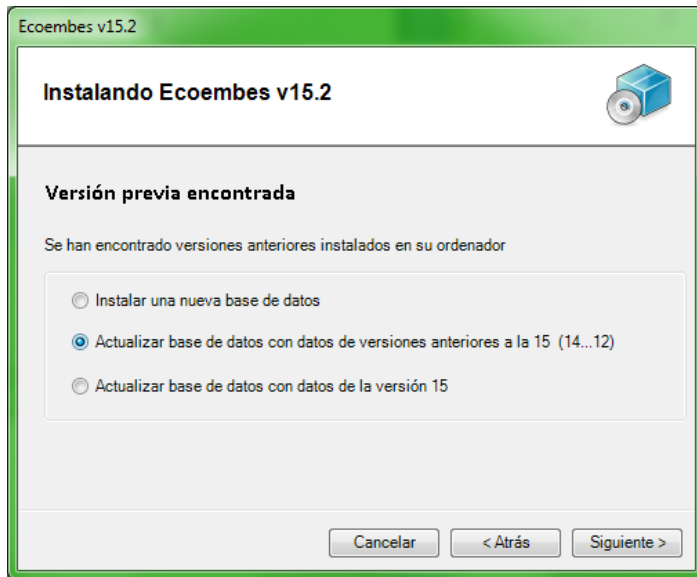 Ecoembes v15.2
Instalando Ecoembes v15.2
Versión previa encontrada
Se han encontrado versiones anteriores instalados en su ordenador
Instalar una nueva base de datos
Actualizar base de datos con datos de versiones anteriores a la 15 (14...12)
Actualizar base de datos con datos de la versión 15
Cancelar
< Atrás
Siguiente >